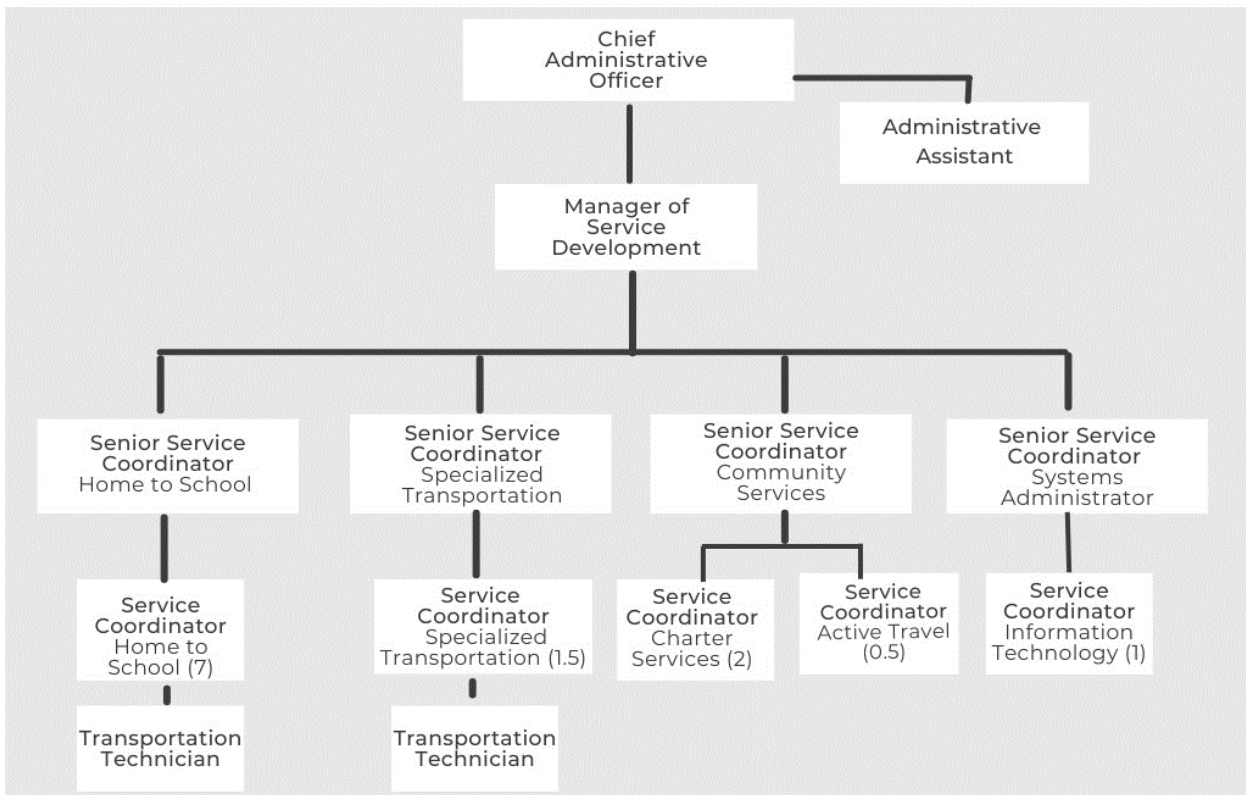 Chief
Administrative
Officer
Administrative
Assistant
Manager of
Service
Development
Senior Service
Coordinator
Home to School
Senior Service
Coordinator
Specialized
Transportation
Senior Service
Coordinator
Community
Services
Senior Service
Coordinator
Systems
Administrator
Service
Coordinator
Home to
School (7)
Service
Coordinator
Specialized
Transportation (1.5)
Service
Coordinator
Charter
Services (2)
Service
Coordinator
Active Travel
(0.5)
Service
Coordinator
Information
Technology (1)
Transportation
Technician
Transportation
Technician